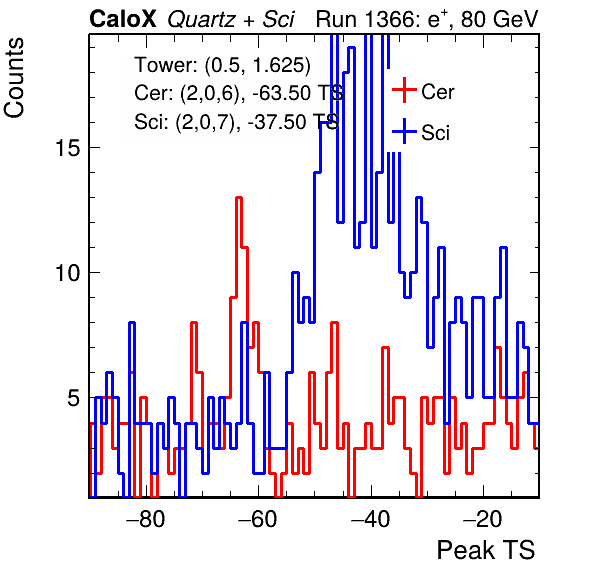 CaloX Quartz + Sci Run 1366: e⁺, 80 GeV
Counts
Tower: (0.5, 1.625)
Cer: (2,0,6), -63.50 TS
Sci: (2,0,7), -37.50 TS
Cer
Sci
15
10
5
−80 −60 −40 −20
Peak TS